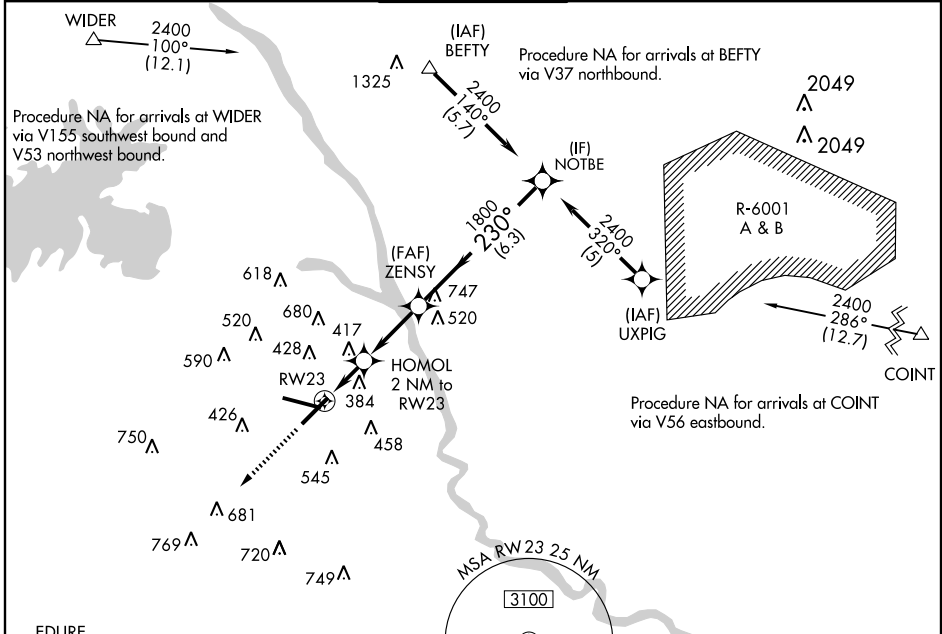 WIDER
2400
100°
(12.1)
(IAF)
BEFTY
1325
2400
140°
(5.7)
Procedure NA for arrivals at BEFTY
via V37 northbound.
2049
2049
Procedure NA for arrivals at WIDER
via V155 southwest bound and
V53 northwest bound.
(IF)
NOTBE
R-6001
A & B
1800
230°
(6.3)
2400
320°
(5)
(FAF)
ZENSY
(IAF)
UXPIG
2400
286°
(12.7)
COINT
618
747
520
680
520
417
590
428
HOMOL
2 NM to
RW23
RW23
384
Procedure NA for arrivals at COINT
via V56 eastbound.
426
458
750
545
681
769
720
749
MSA RW23 25 NM
3100